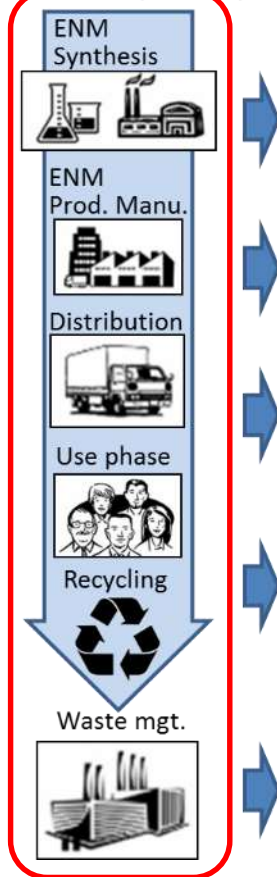 ENM
Synthesis
ENM
Prod. Manu.
Distribution
Use phase
Recycling
Waste mgt.